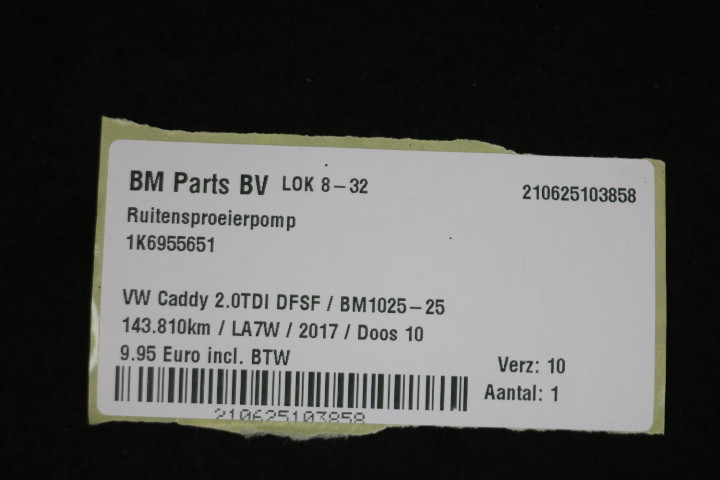 BM Parts BV LOK 8-32 210625103858
Ruitensproeierpomp
1K6955651
VW Caddy 2.0TDI DFSF / BM1025-25
143.810km / LA7W / 2017 / Doos 10
9.95 Euro incl. BTW Verz: 10
Aantal: 1
210625103858